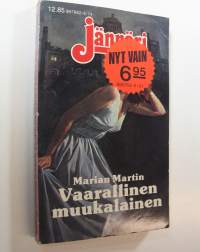 12.85
Jännäri
NYT VAIN
6.95
Marian Martin
Vaarallinen
muukalainen